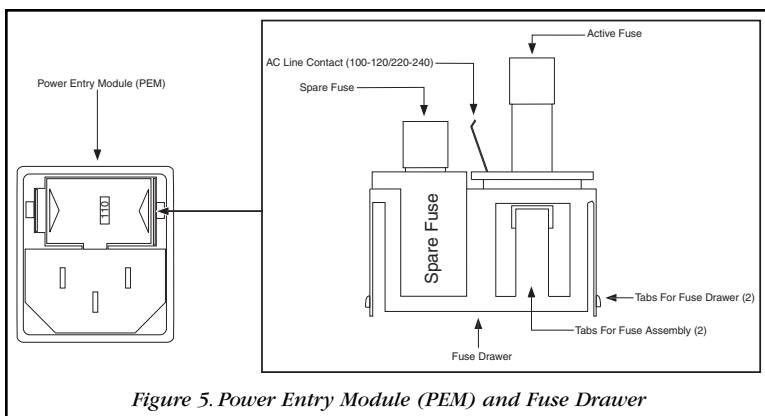 Active Fuse
AC Line Contact (100-120/220-240)
Spare Fuse
Power Entry Module (PEM)
110
Spare Fuse
Tabs For Fuse Drawer (2)
Tabs For Fuse Assembly (2)
Fuse Drawer
Figure 5. Power Entry Module (PEM) and Fuse Drawer